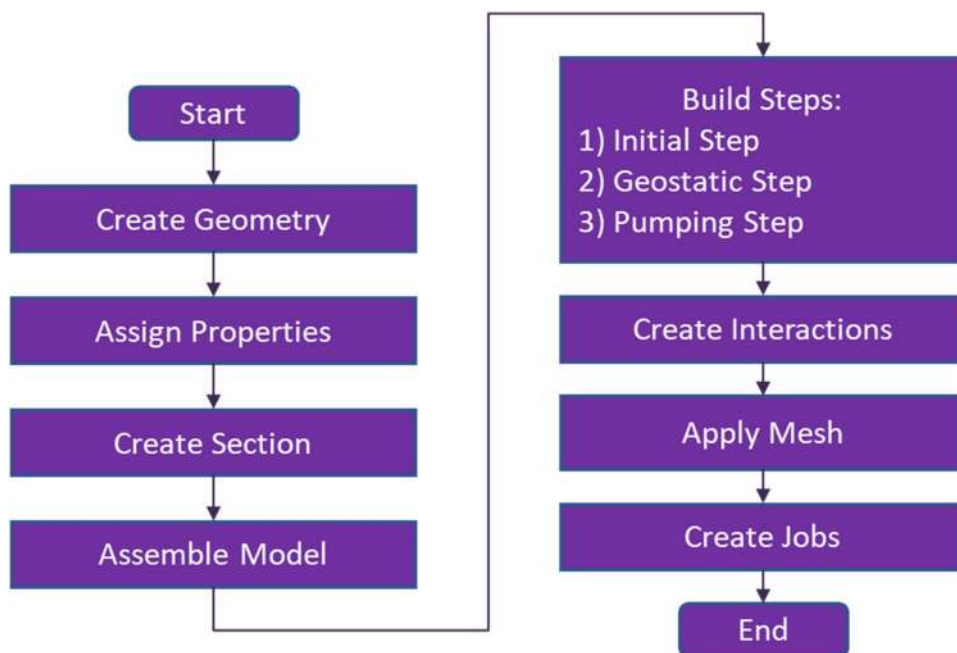 Start
Create Geometry
Assign Properties
Create Section
Assemble Model
Build Steps:
1) Initial Step
2) Geostatic Step
3) Pumping Step
Create Interactions
Apply Mesh
Create Jobs
End